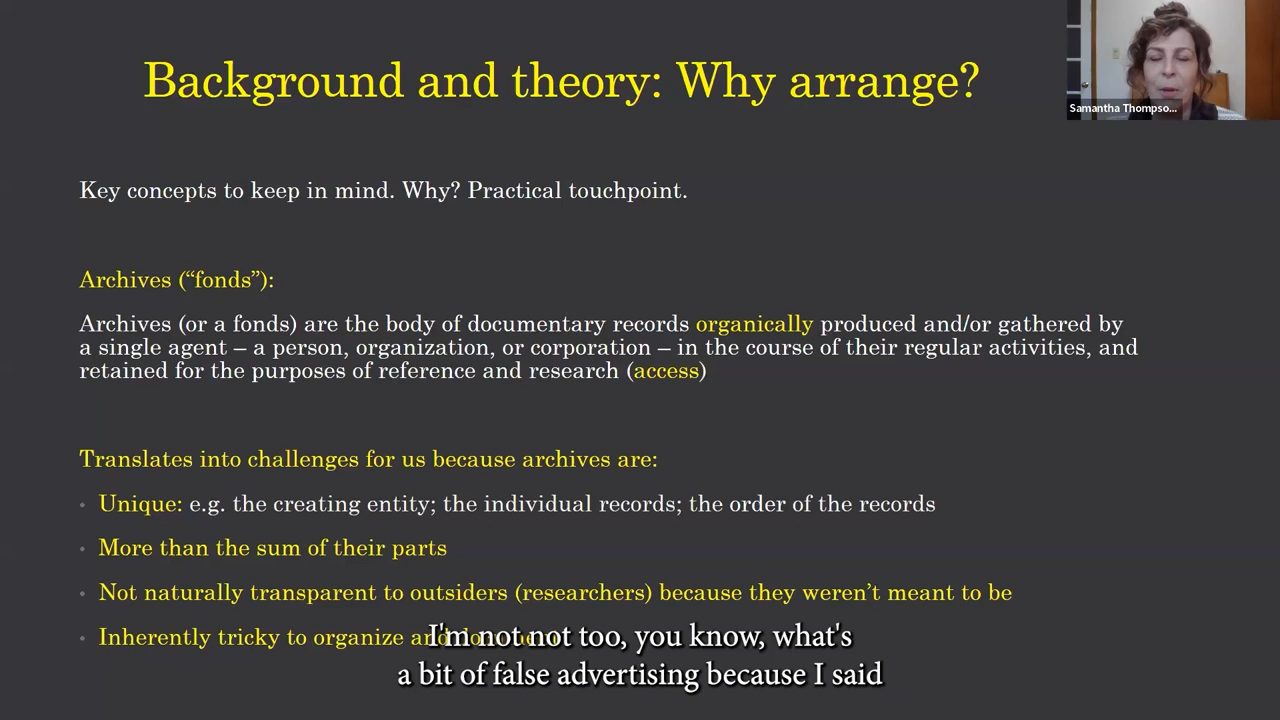 Background and theory: Why arrange?
Samantha Thompso...
Key concepts to keep in mind. Why? Practical touchpoint.
Archives (“fonds”):
Archives (or a fonds) are the body of documentary records organically produced and/or gathered by
a single agent – a person, organization, or corporation – in the course of their regular activities, and
retained for the purposes of reference and research (access)
Translates into challenges for us because archives are:
• Unique: e.g. the creating entity; the individual records; the order of the records
• More than the sum of their parts
• Not naturally transparent to outsiders (researchers) because they weren’t meant to be
• Inherently tricky to organize
I'm not not too, you know, what's
a bit of false advertising because I said